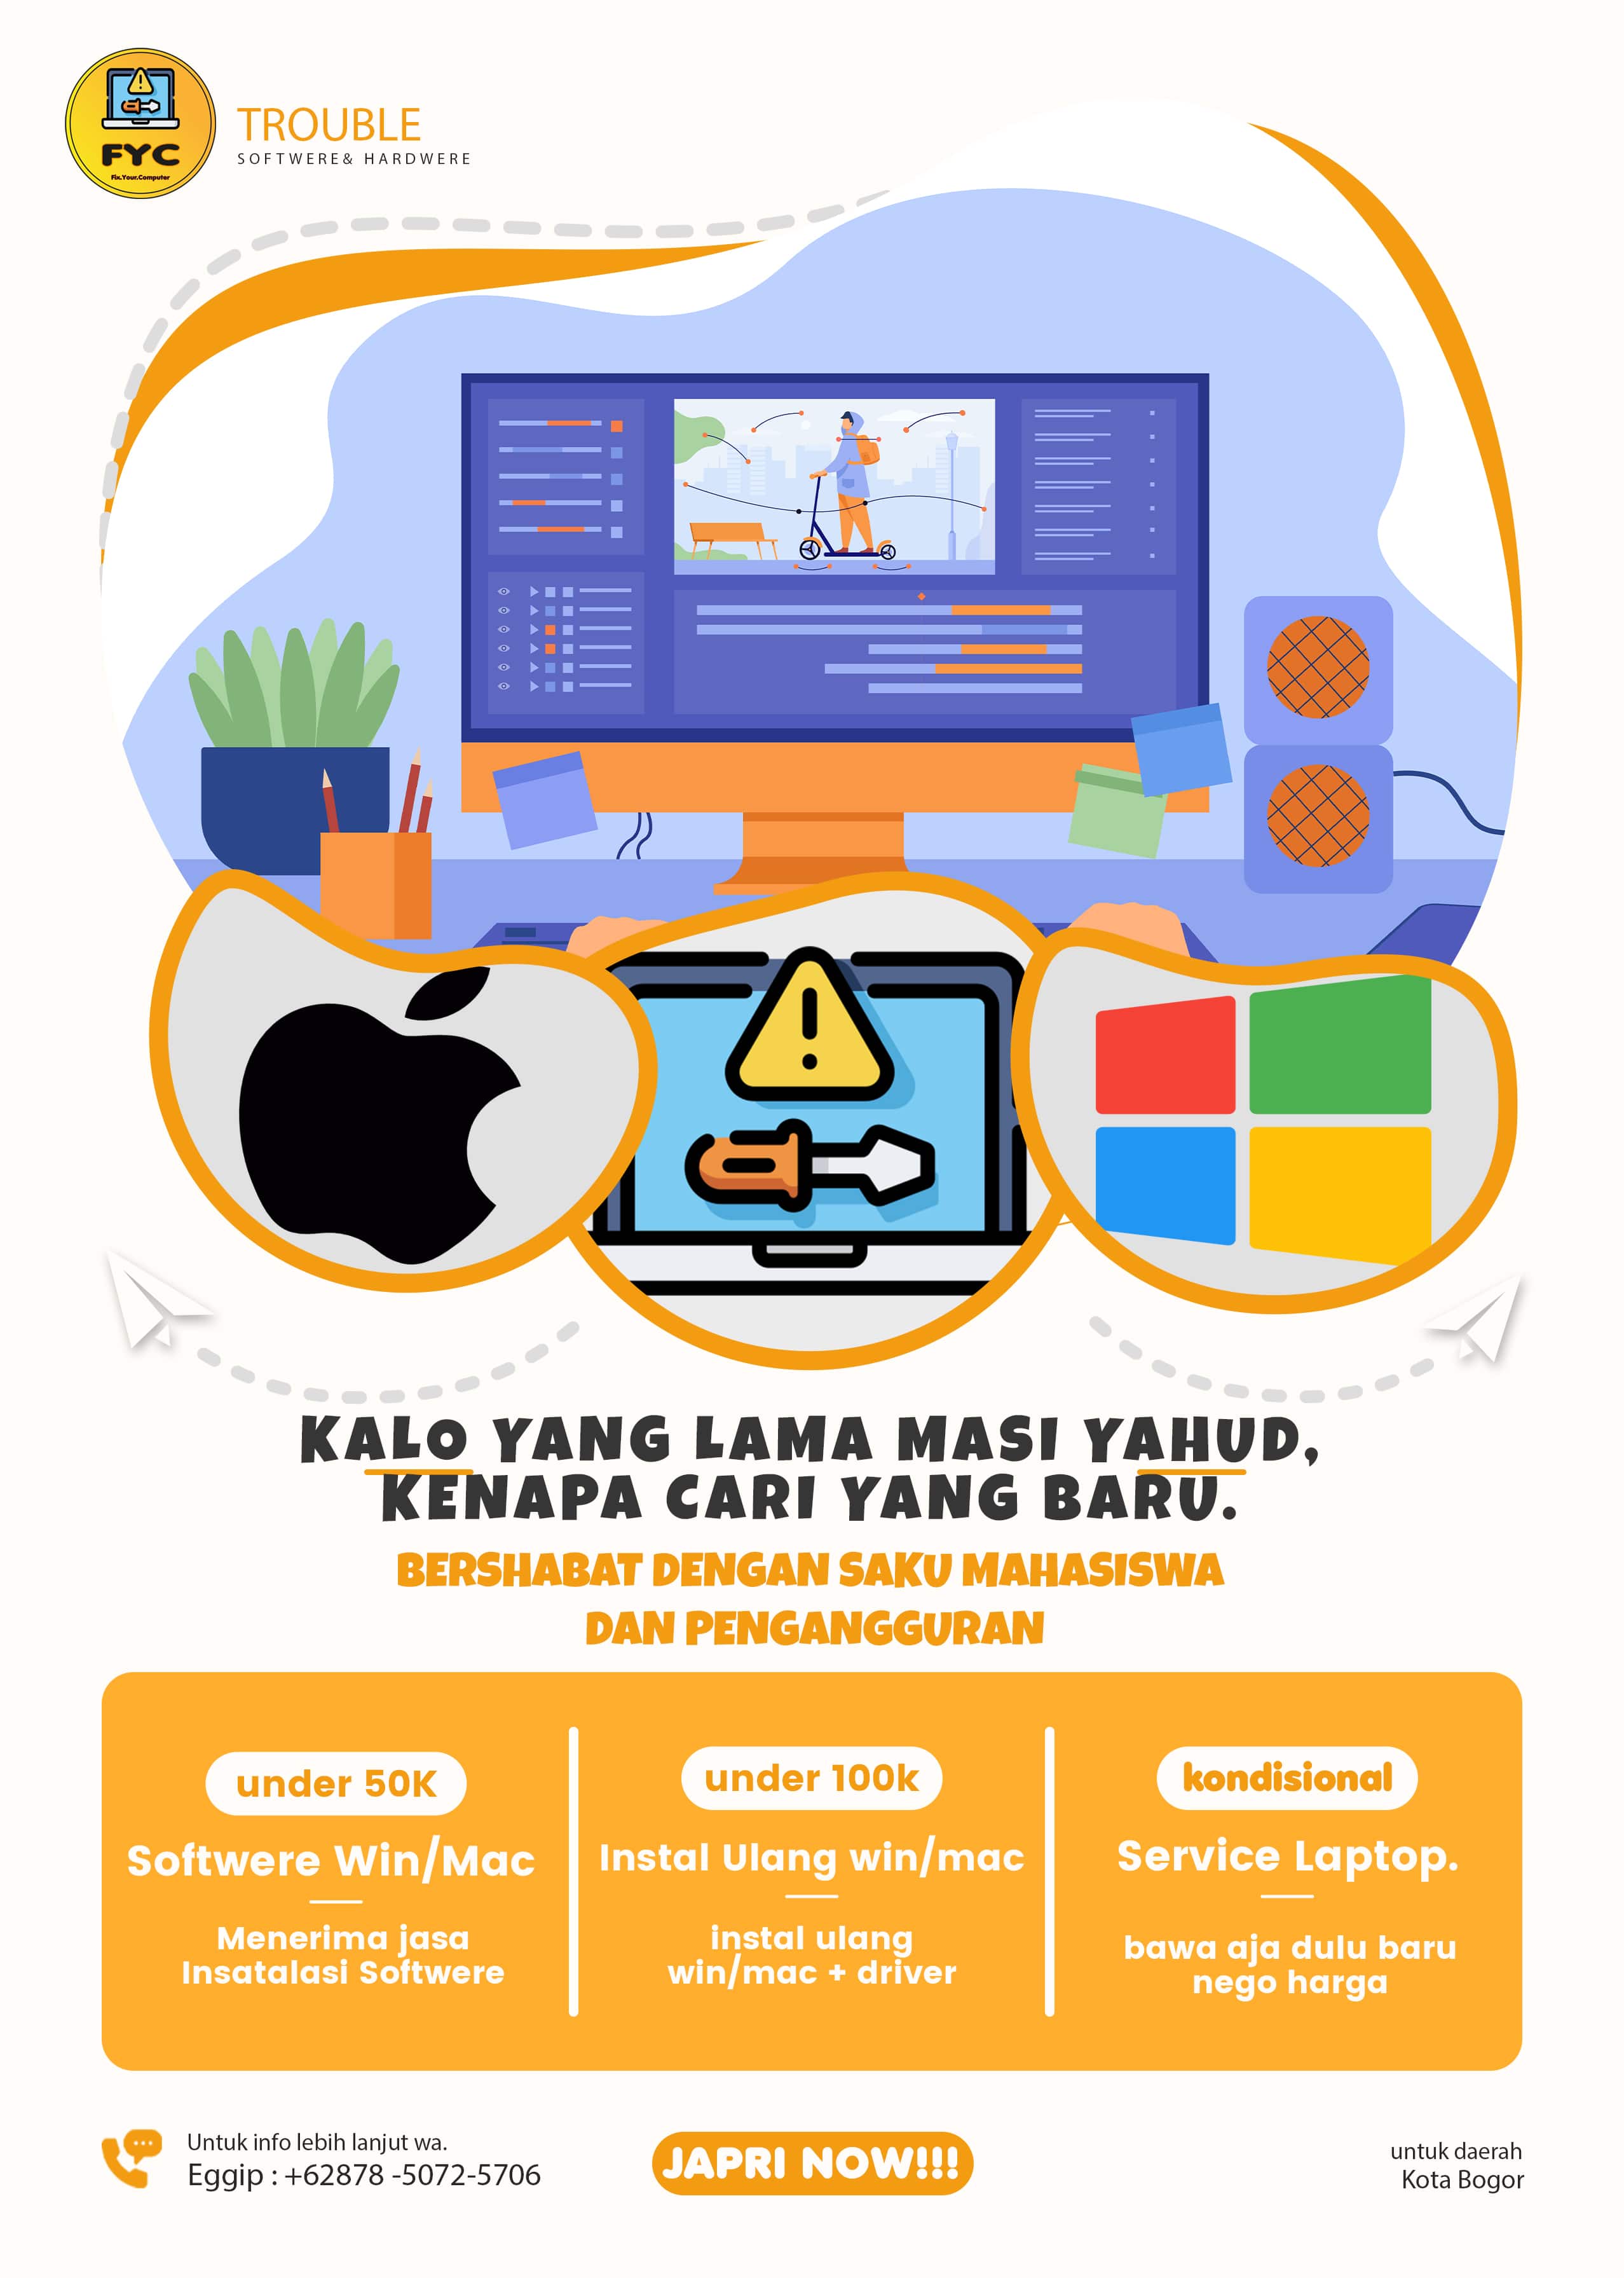 FYC
Fix.Your.Computer
TROUBLE
SOFTWERE& HARDWERE
KALO YANG LAMA MASI YAHUD,
KENAPA CARI YANG BARU.
BERSHABAT DENGAN SAKU MAHASISWA
DAN PENGANGGURAN
under 50K
Softwere Win/Mac
Menerima jasa
Insatalasi Softwere
under 100k
Instal Ulang win/mac
instal ulang
win/mac + driver
kondisional
Service Laptop.
bawa aja dulu baru
nego harga
Untuk info lebih lanjut wa.
Eggip : +62878 -5072-5706
JAPRI NOW!!!
untuk daerah
Kota Bogor